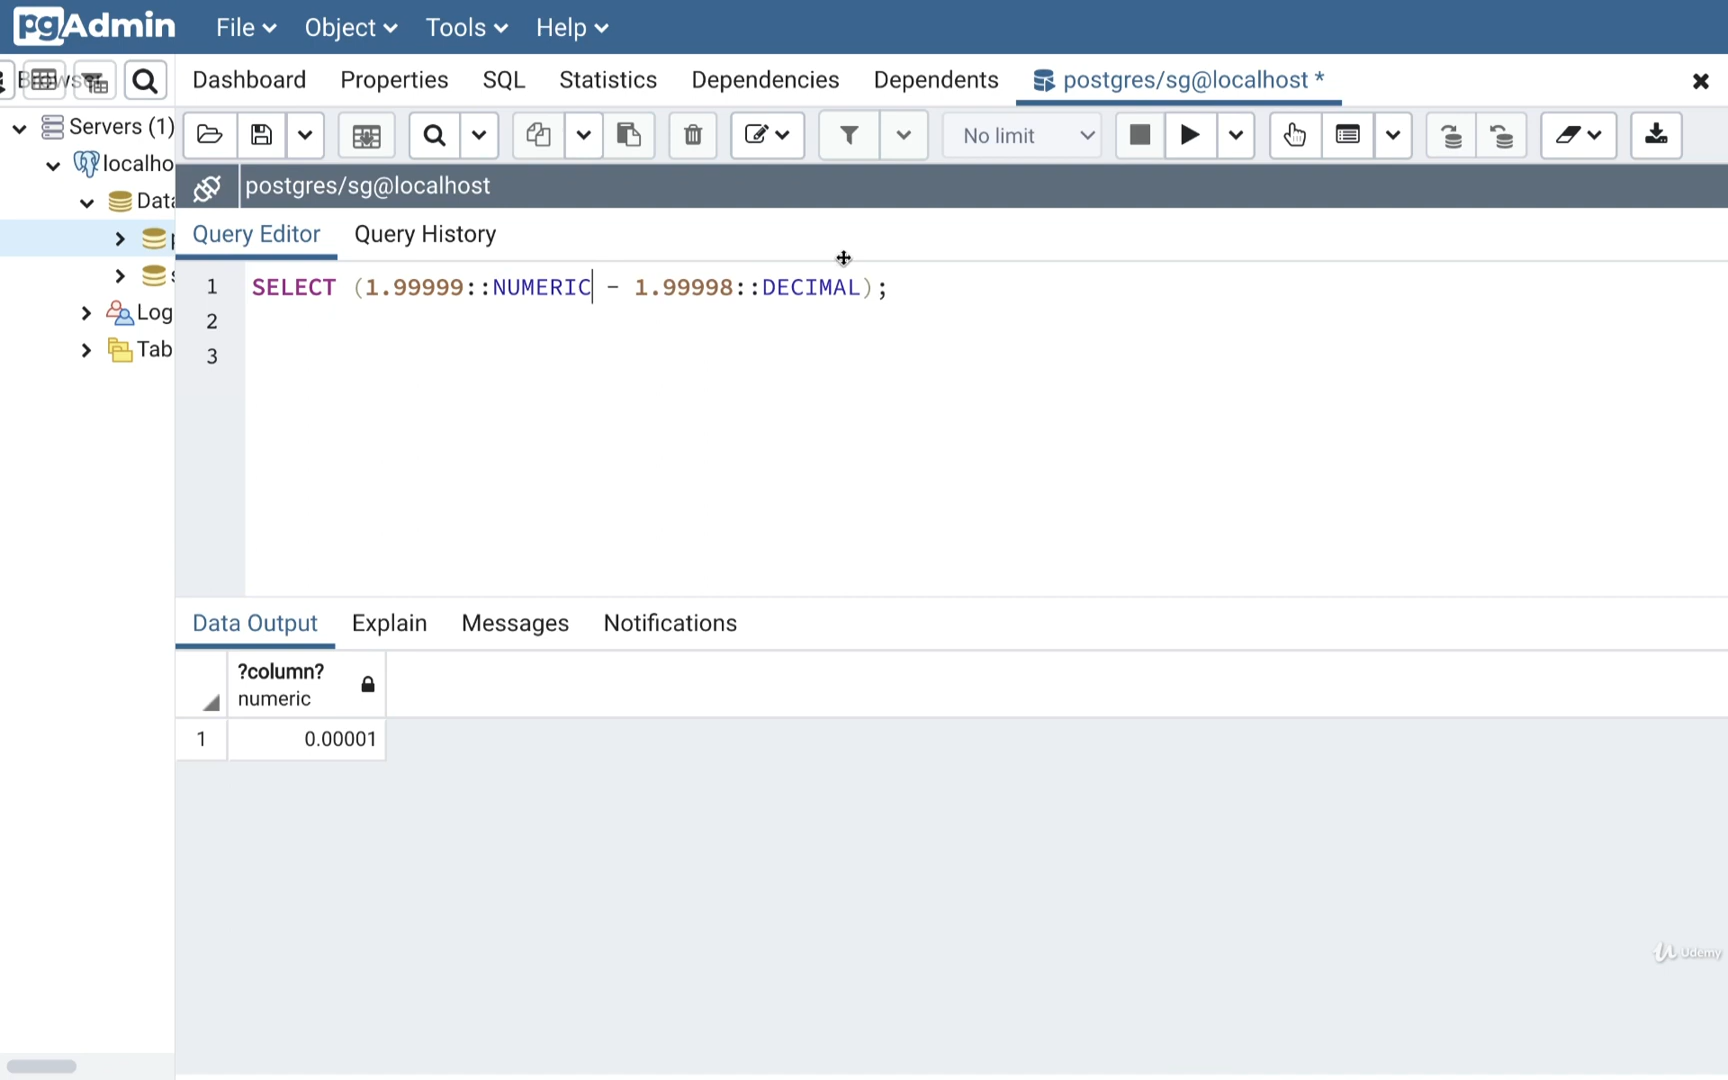 pgAdmin File Object Tools Help
Dashboard Properties SQL Statistics Dependencies Dependents postgres/sg@localhost *
Servers (1)
No limit
localho
postgres/sg@localhost
Data
Query Editor Query History
1 SELECT (1.99999::NUMERIC - 1.99998::DECIMAL);
2
3
Log
Tab
Data Output Explain Messages Notifications
?column?
numeric
1 0.00001
Udemy